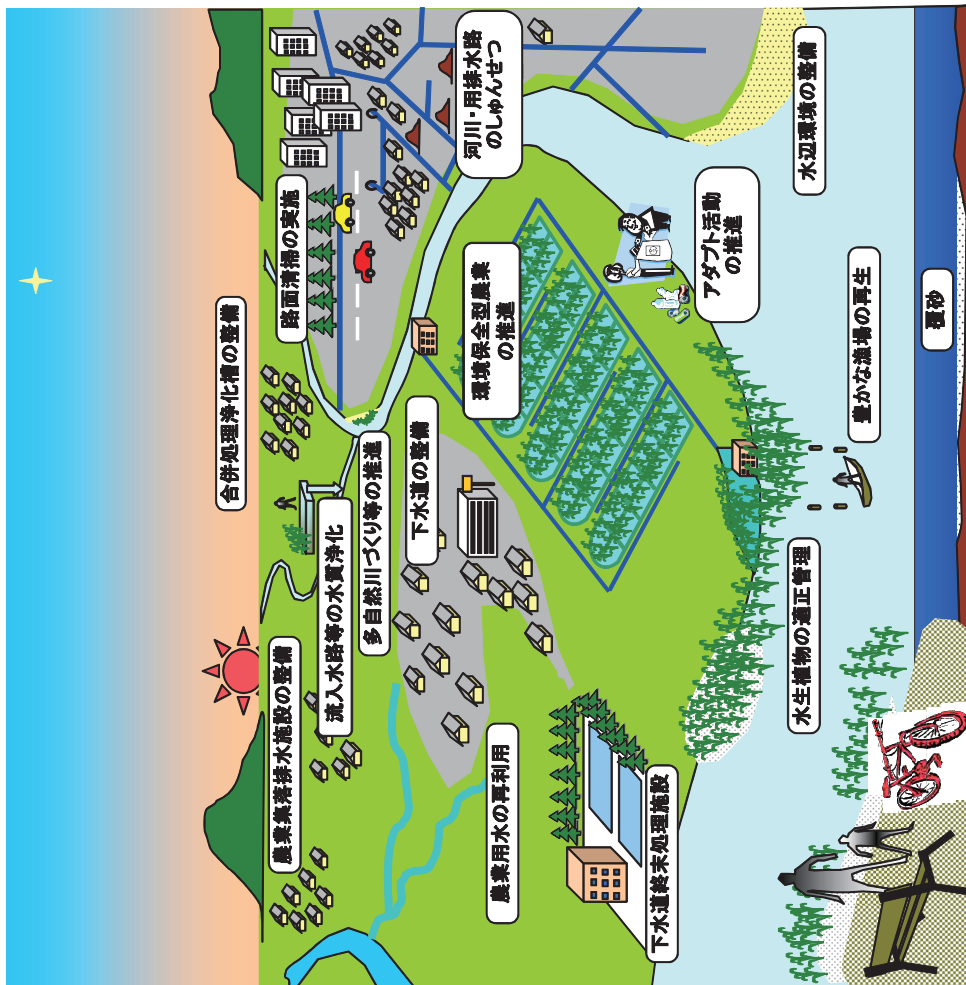 農業集落排水施設の整備
合併処理浄化槽の整備
路面清掃の実施
流入水路等の水質浄化
多自然川づくり等の推進
下水道の整備
河川・用排水路
のしゅんせつ
環境保全型農業
の推進
農業用水の再利用
下水道終末処理施設
アダプト活動
の推進
水生植物の適正管理
水辺環境の整備
豊かな漁場の再生
覆砂